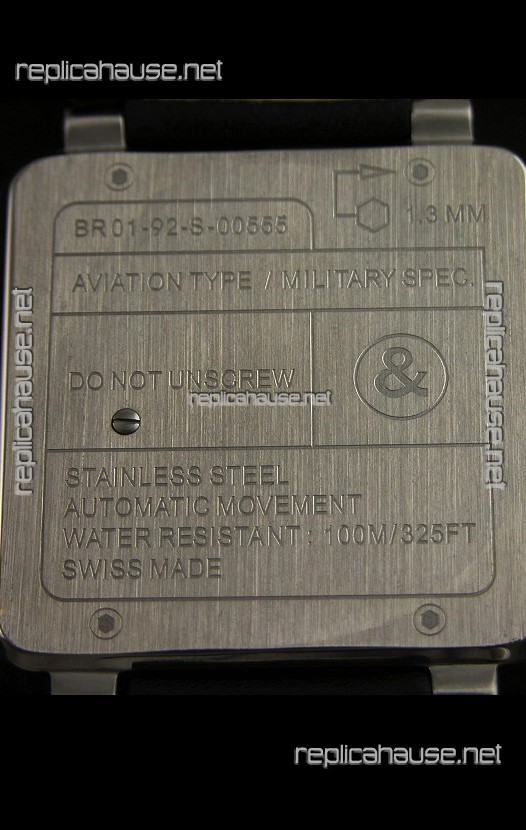 replicahause.net
BR 01-92-S-00555
1,3 MM
AVIATION TYPE / MILITARY SPEC.
replicahause.net
replicahause.net
DO NOT UNSCREW
&
replicahause.net
STAINLESS STEEL
AUTOMATIC MOVEMENT
WATER RESISTANT : 100M/325FT
SWISS MADE
replicahause.net